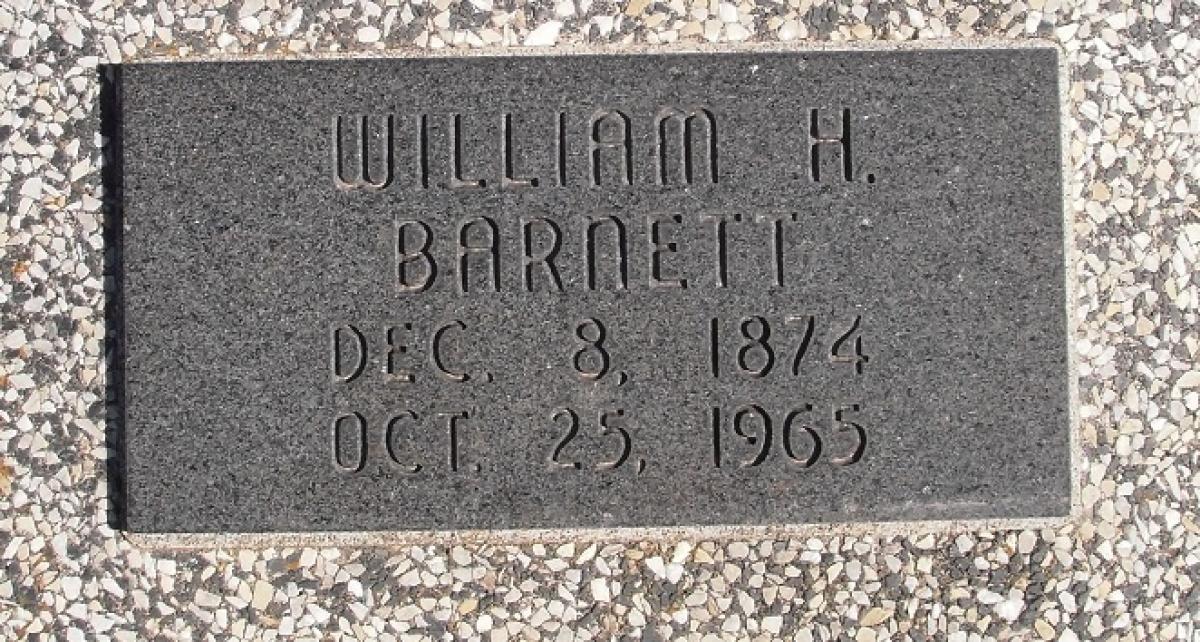 WILLIAM H.
BARNETT
DEC. 8, 1874
OCT. 25, 1965